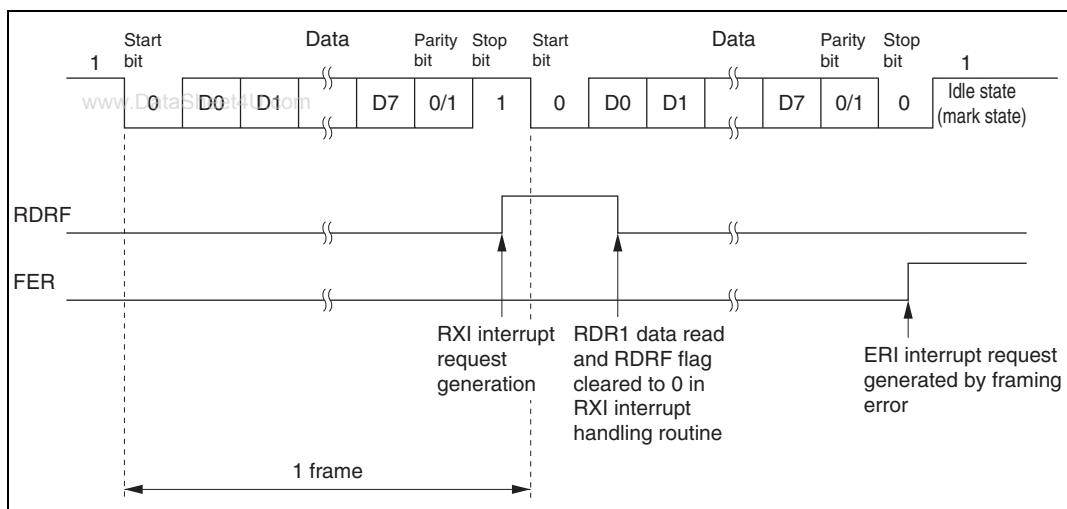 Start bit
Data
Parity bit
Stop bit
Start bit
Data
Parity bit
Stop bit
1
1
www.DataSheet4U.com
0
D0
D1
D7
0/1
1
0
D0
D1
D7
0/1
0
Idle state
(mark state)
RDRF
FER
RXI interrupt
request
generation
RDR1 data read
and RDRF flag
cleared to 0 in
RXI interrupt
handling routine
ERI interrupt request
generated by framing
error
1 frame